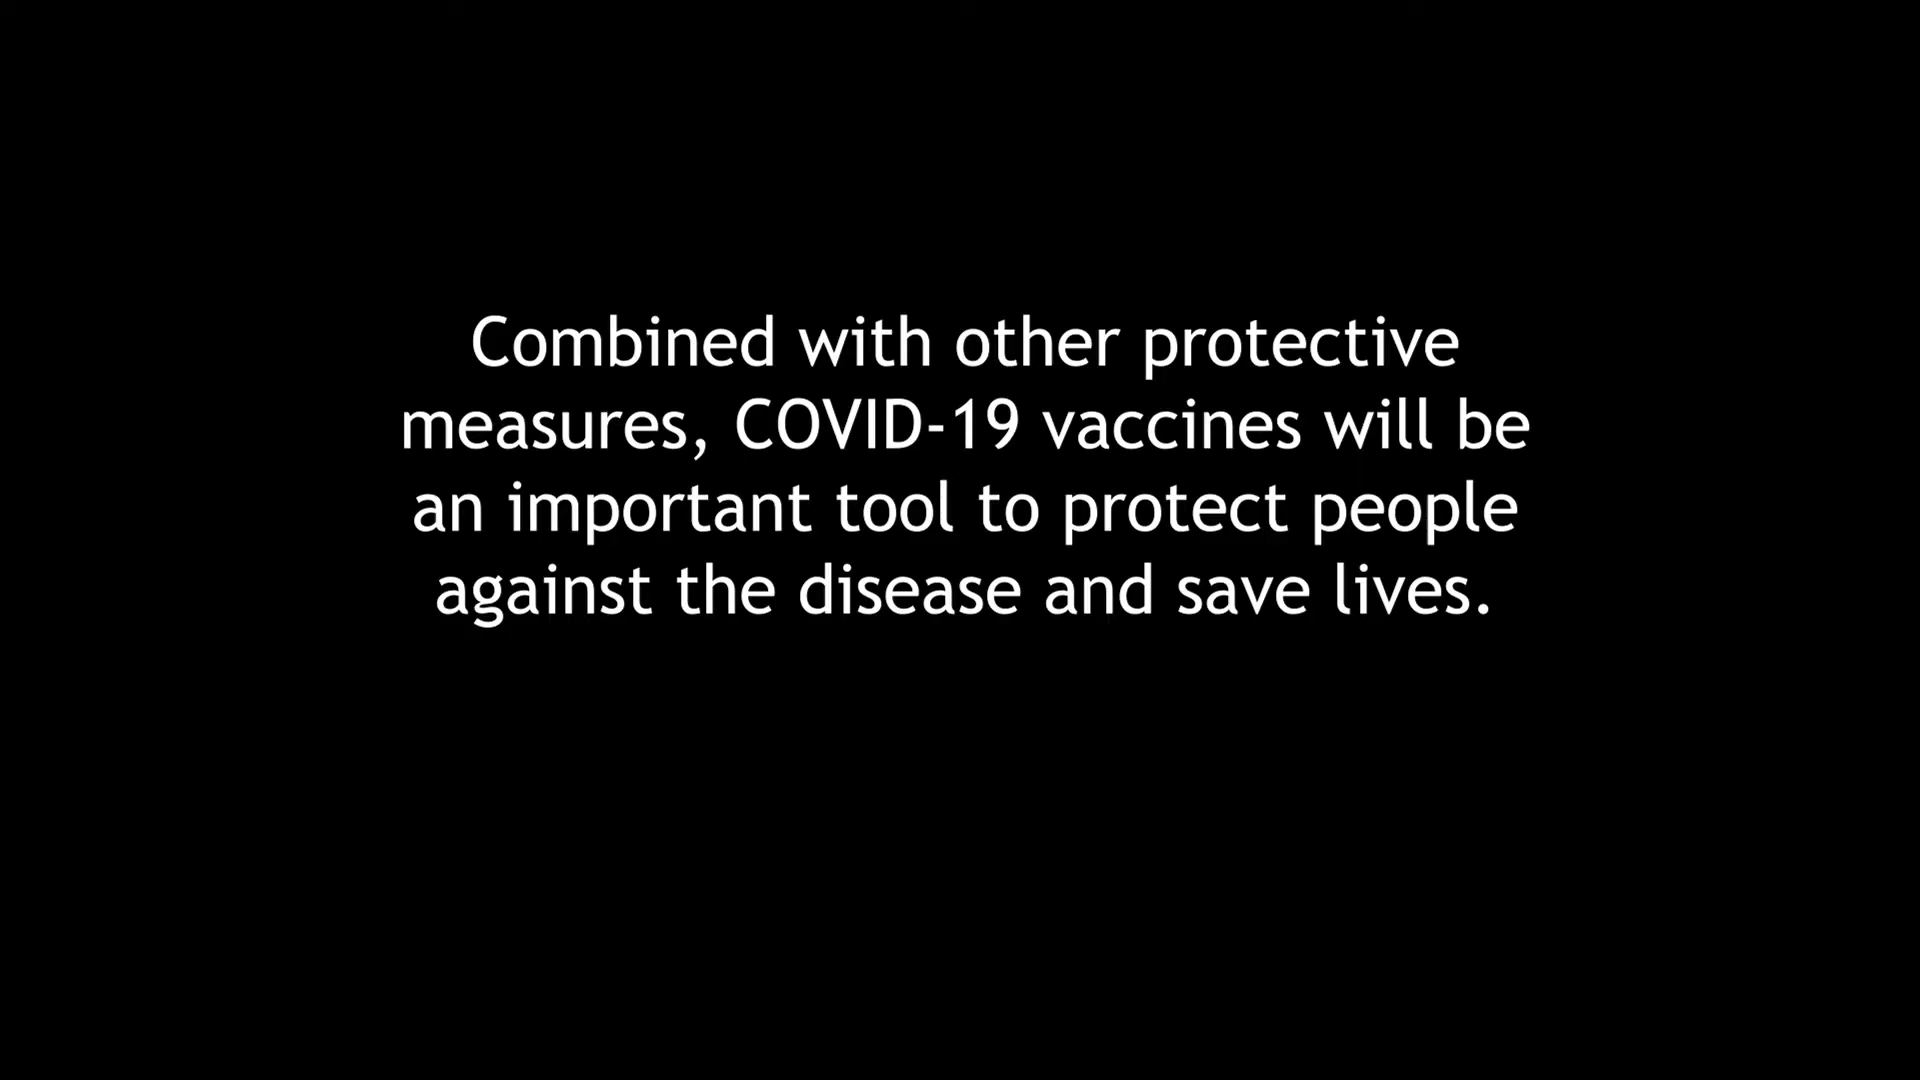 Combined with other protective
measures, COVID-19 vaccines will be
an important tool to protect people
against the disease and save lives.